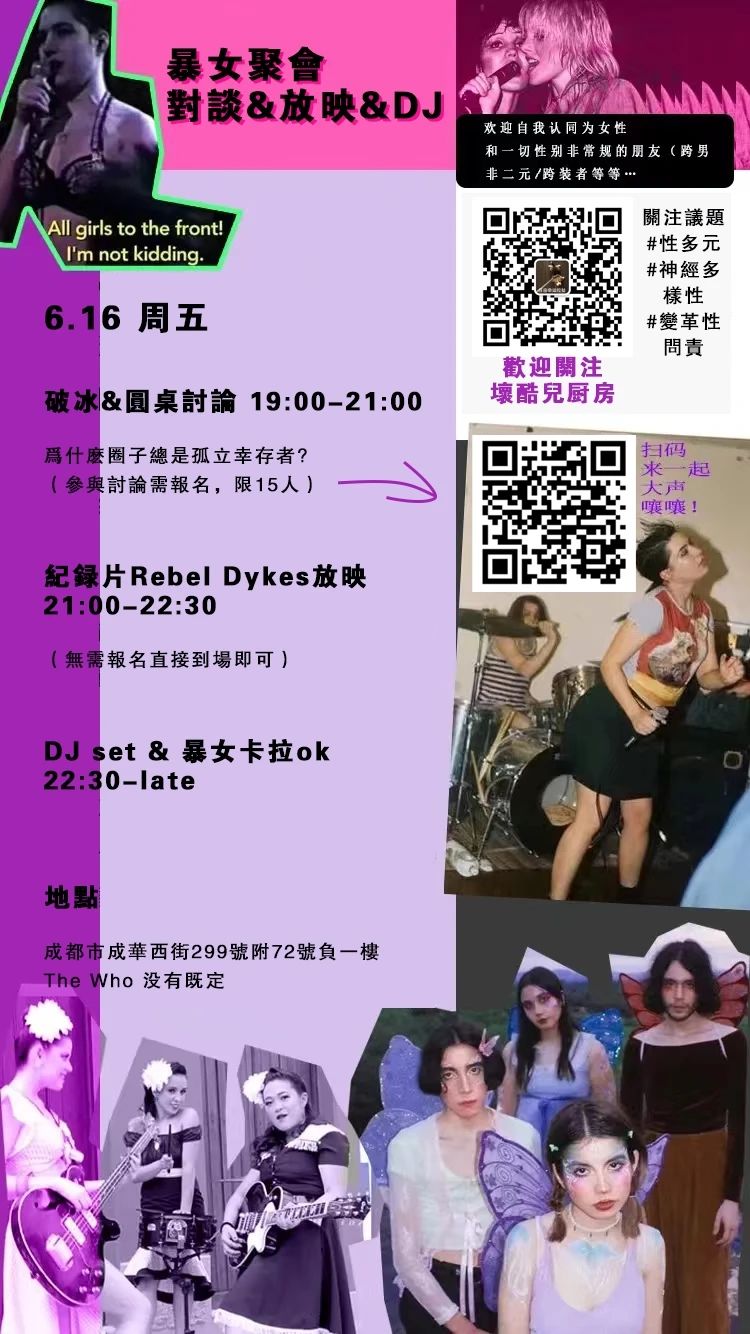 暴女聚會
對談&放映&DJ
欢迎自我认同为女性
和一切性别非常规的朋友（跨男
非二元/跨装者等等…
All girls to the front!
I'm not kidding.
關注議題
#性多元
#神經多
樣性
#變革性
問責
歡迎關注
壞酷兒厨房
6.16 周五
破冰&圓桌討論 19:00-21:00
爲什麽圈子總是孤立幸存者?
（參與討論需報名，限15人）
扫码
来一起
大声
嚷嚷！
紀録片Rebel Dykes放映
21:00-22:30
（無需報名直接到場即可）
DJ set & 暴女卡拉ok
22:30-late
地點
成都市成華西街299號附72號負一樓
The Who 没有既定